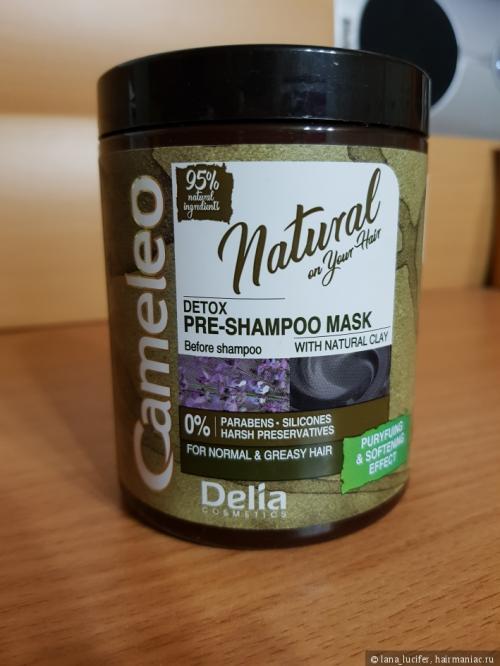 Cameleo
95%
natural
ingredients
Natural
on Your Hair
DETOX
PRE-SHAMPOO MASK
Before shampoo
WITH NATURAL CLAY
0%
PARABENS • SILICONES
HARSH PRESERVATIVES
FOR NORMAL & GREASY HAIR
PURYFUING
& SOFTENING
EFFECT
Delia
COSMETICS
© lana_lucifer, hairmaniac.ru